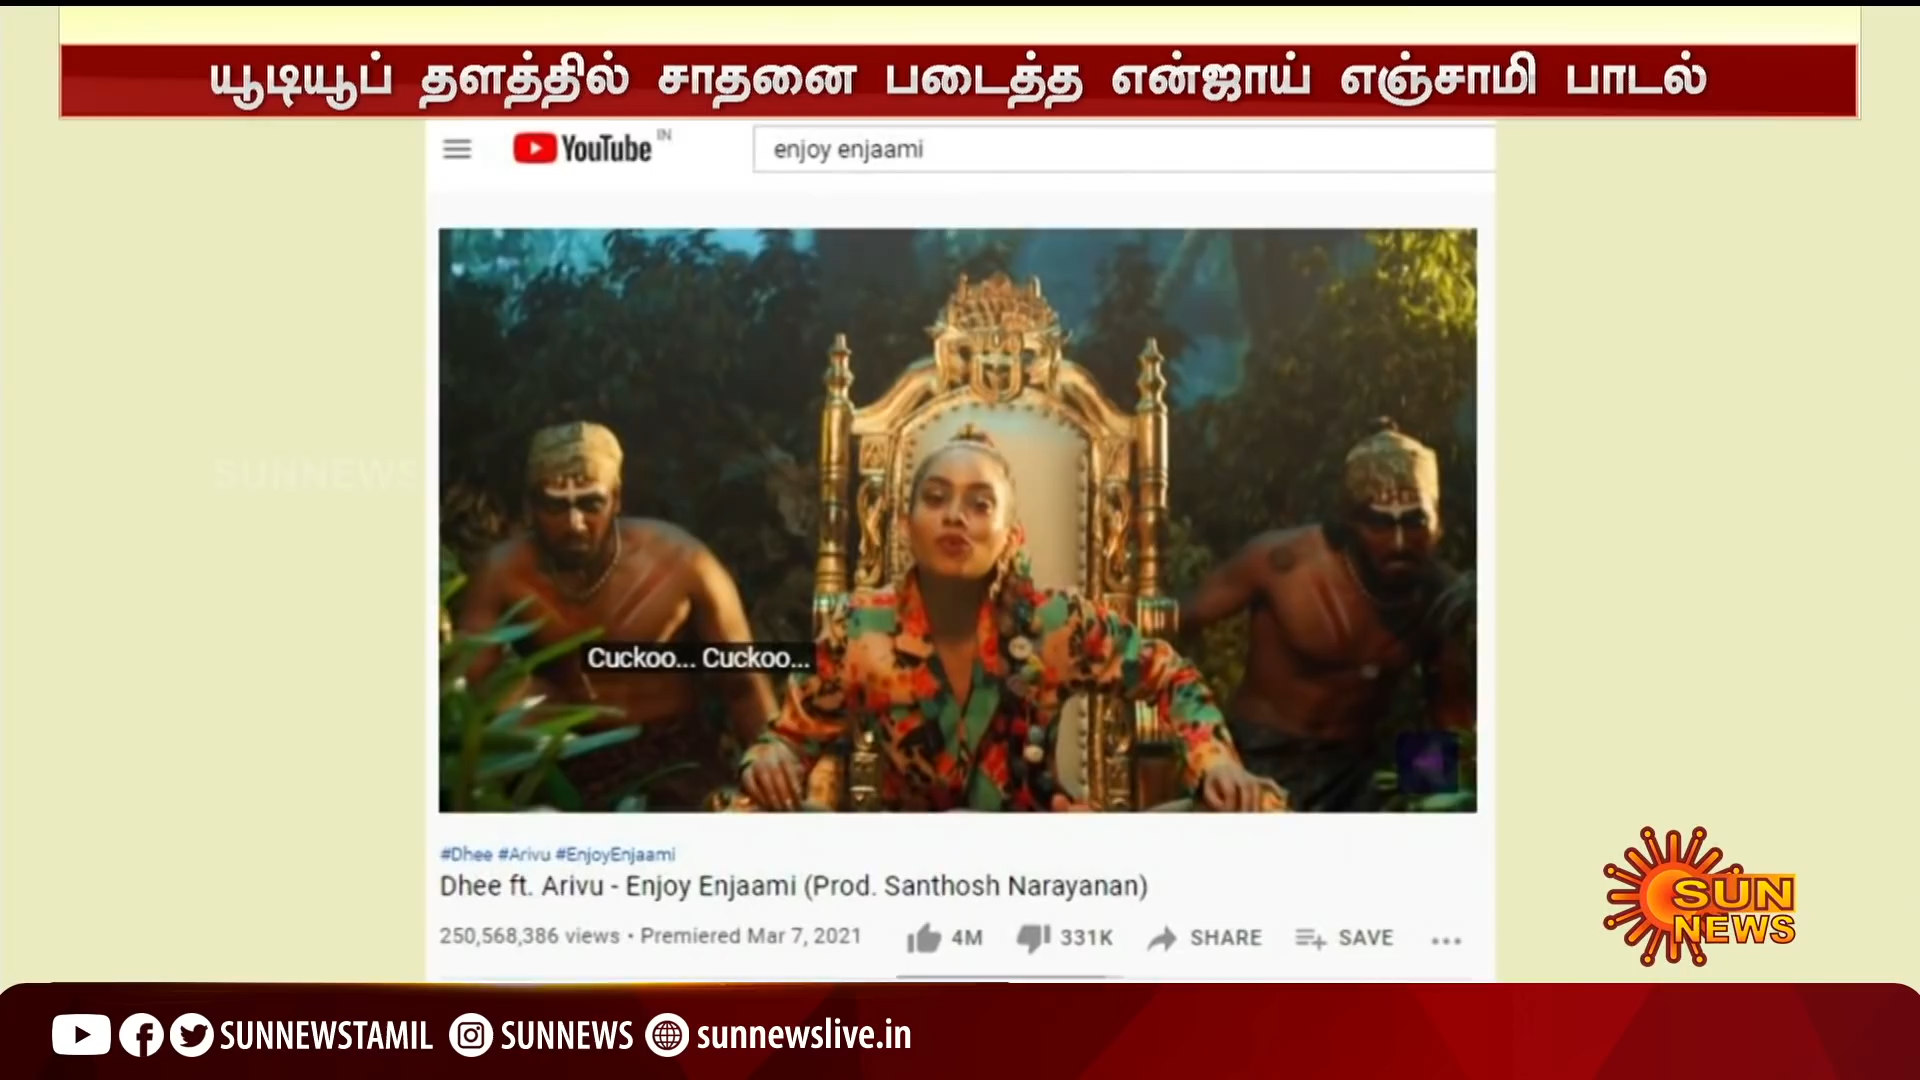 யூடியூப் தளத்தில் சாதனை படைத்த என்ஜாய் எஞ்சாமி பாடல்
YouTube IN
enjoy enjaami
SUNNEWS
Cuckoo... Cuckoo...
#Dhee #Arivu #EnjoyEnjaami
Dhee ft. Arivu - Enjoy Enjaami (Prod. Santhosh Narayanan)
250,568,386 views • Premiered Mar 7, 2021
4M 331K SHARE SAVE
SUN
NEWS
SUNNEWSTAMIL SUNNEWS sunnewslive.in